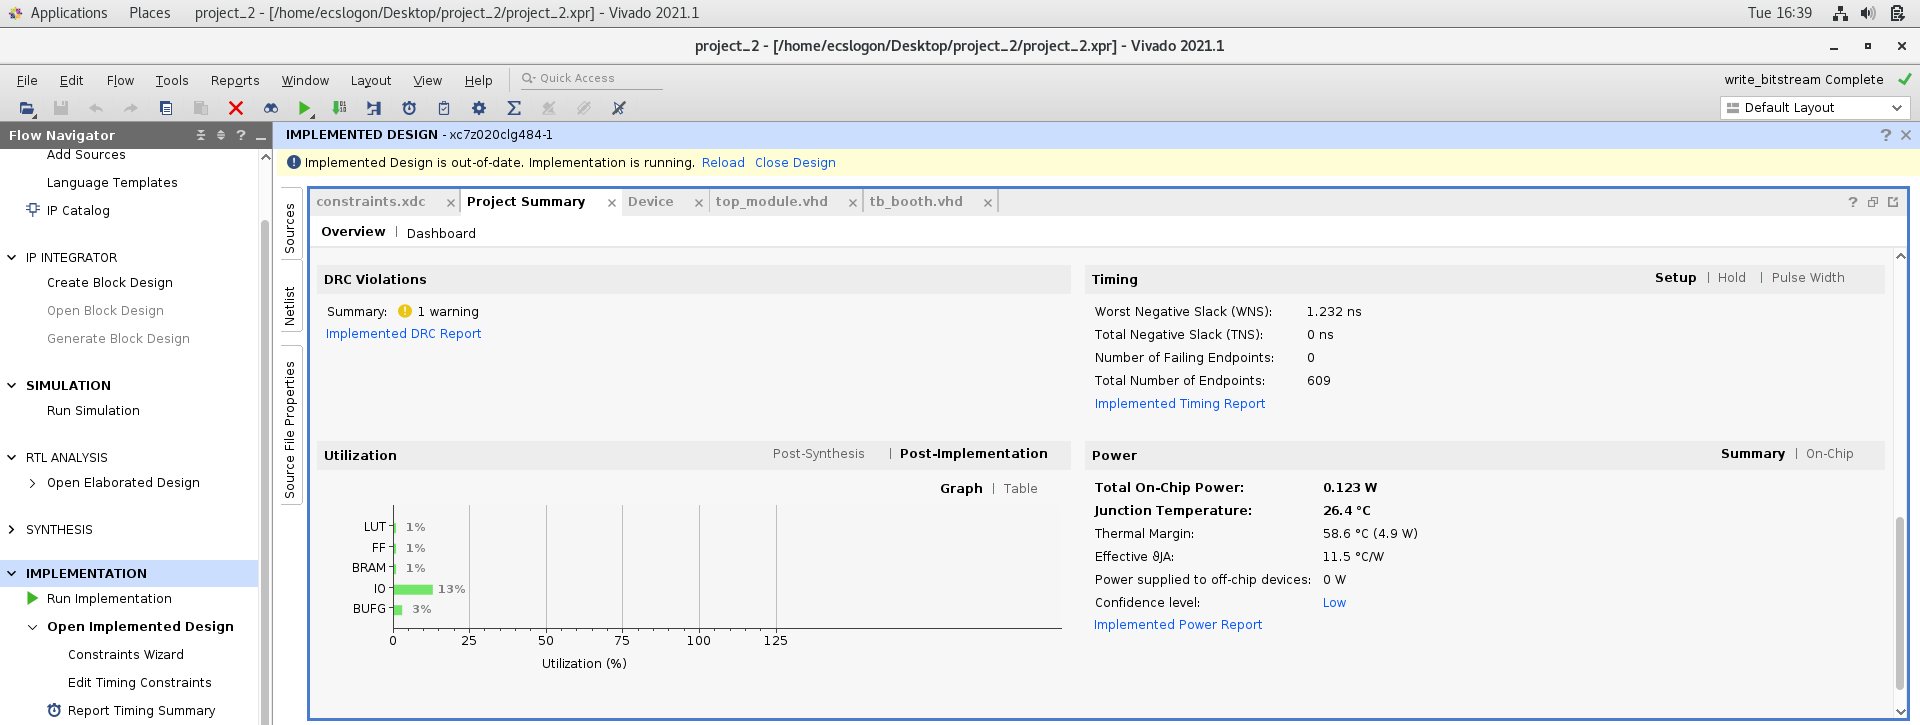 Applications Places project_2 - [/home/ecslogon/Desktop/project_2/project_2.xpr] - Vivado 2021.1 Tue 16:39
project_2 - [/home/ecslogon/Desktop/project_2/project_2.xpr] - Vivado 2021.1
File Edit Flow Tools Reports Window Layout View Help Quick Access write_bitstream Complete
Default Layout
Flow Navigator
Add Sources
Language Templates
IP Catalog
IP INTEGRATOR
Create Block Design
Open Block Design
Generate Block Design
SIMULATION
Run Simulation
RTL ANALYSIS
Open Elaborated Design
SYNTHESIS
IMPLEMENTATION
Run Implementation
Open Implemented Design
Constraints Wizard
Edit Timing Constraints
Report Timing Summary
IMPLEMENTED DESIGN - xc7z020clg484-1
Implemented Design is out-of-date. Implementation is running. Reload Close Design
Sources
Netlist
Source File Properties
constraints.xdc Project Summary Device top_module.vhd tb_booth.vhd
Overview | Dashboard
DRC Violations
Summary: 1 warning
Implemented DRC Report
Timing Setup | Hold | Pulse Width
Worst Negative Slack (WNS): 1.232 ns
Total Negative Slack (TNS): 0 ns
Number of Failing Endpoints: 0
Total Number of Endpoints: 609
Implemented Timing Report
Utilization Post-Synthesis | Post-Implementation
Graph | Table
LUT 1%
FF 1%
BRAM 1%
IO 13%
BUFG 3%
0 25 50 75 100 125
Utilization (%)
Power Summary | On-Chip
Total On-Chip Power: 0.123 W
Junction Temperature: 26.4 °C
Thermal Margin: 58.6 °C (4.9 W)
Effective ϑJA: 11.5 °C/W
Power supplied to off-chip devices: 0 W
Confidence level: Low
Implemented Power Report